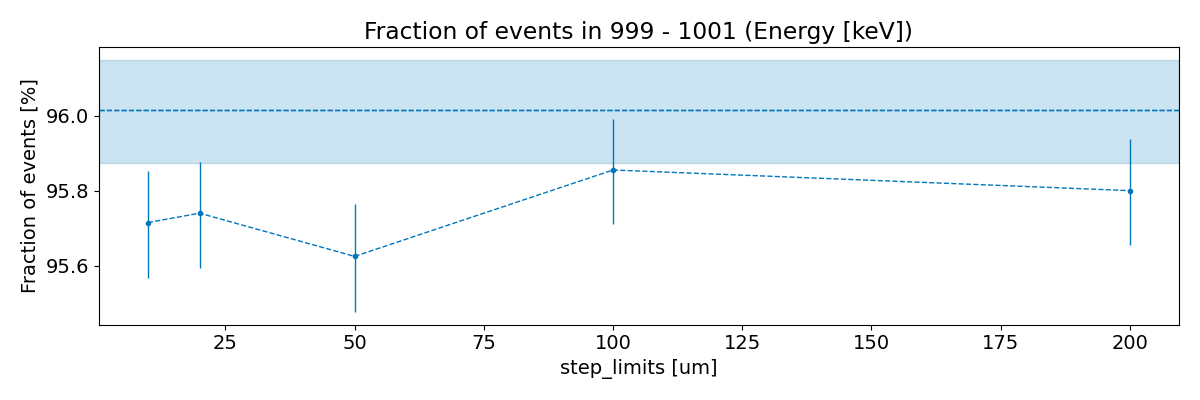 Fraction of events in 999 - 1001 (Energy [keV])
Fraction of events [%]
96.0
95.8
95.6
25 50 75 100 125 150 175 200
step_limits [um]